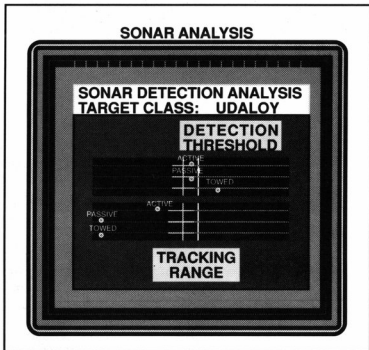 SONAR ANALYSIS
SONAR DETECTION ANALYSIS
TARGET CLASS: UDALOY
DETECTION
THRESHOLD
ACTIVE
PASSIVE
TOWED
ACTIVE
PASSIVE
TOWED
TRACKING
RANGE